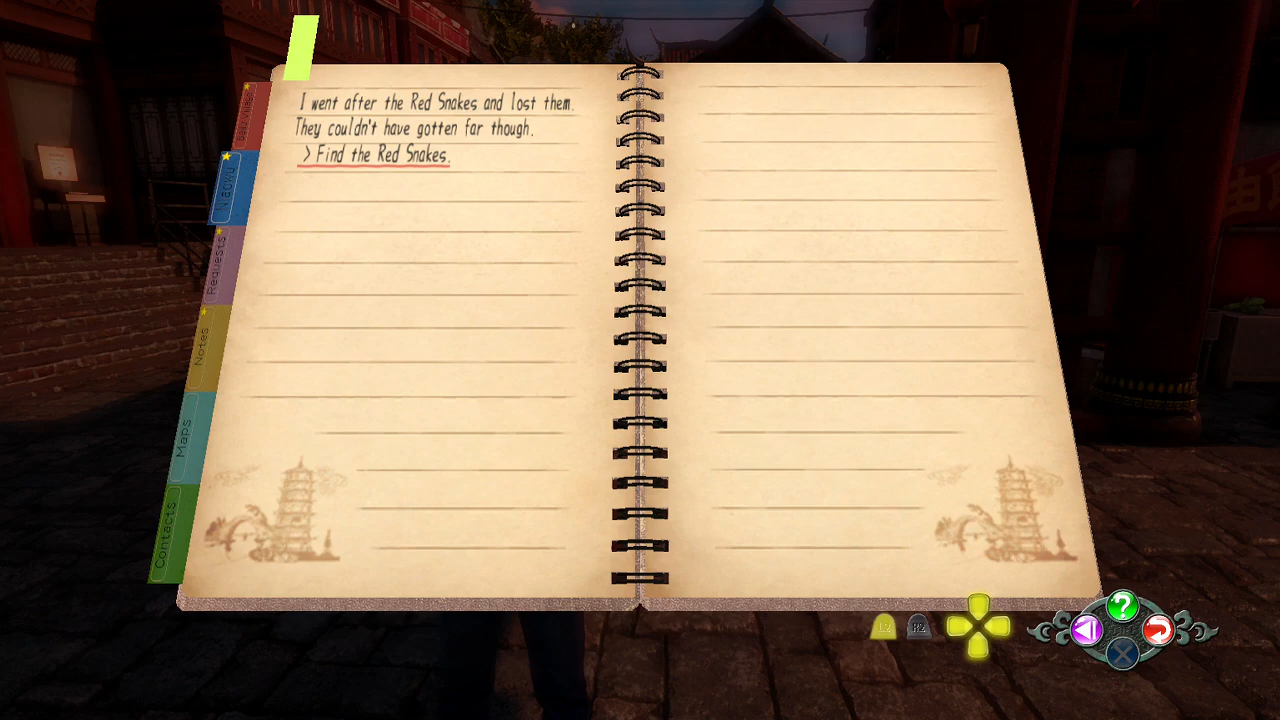 I went after the Red Snakes and lost them.
They couldn't have gotten far though.
> Find the Red Snakes.
Niaowu
Requests
Notes
Maps
Contacts
L2
R2
?